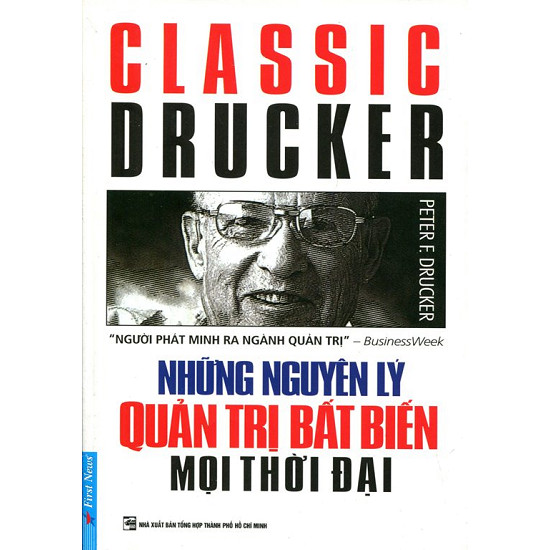 CLASSIC
DRUCKER
PETER F. DRUCKER
"NGƯỜI PHÁT MINH RA NGÀNH QUẢN TRỊ" – BusinessWeek
NHỮNG NGUYÊN LÝ
QUẢN TRỊ BẤT BIẾN
MỌI THỜI ĐẠI
First News
NHÀ XUẤT BẢN TỔNG HỢP THÀNH PHỐ HỒ CHÍ MINH